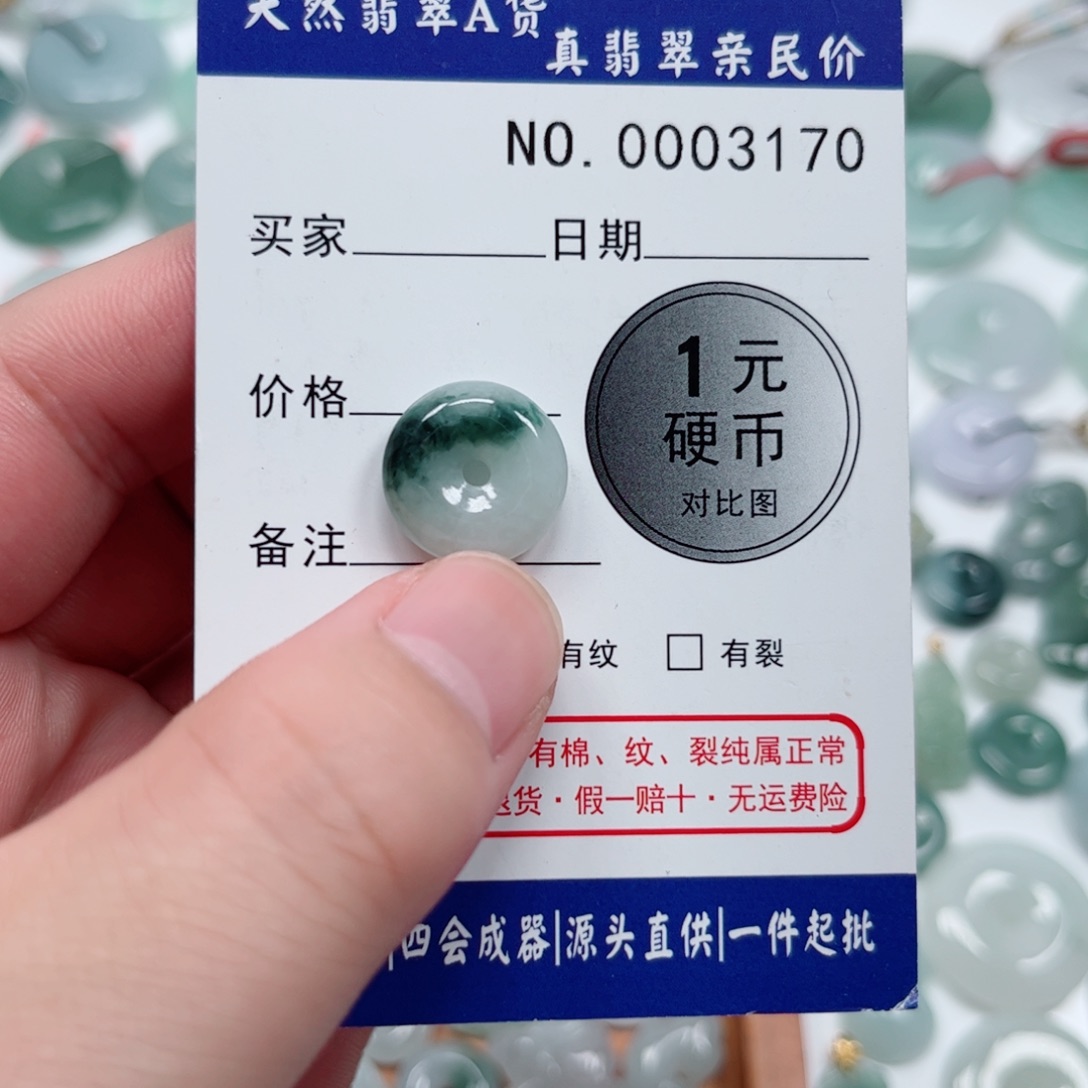 天然翡翠A货
真翡翠亲民价
NO. 0003170
买家 日期
价格
1元
硬币
对比图
备注
有纹 有裂
有棉、纹、裂纯属正常
退货·假一赔十·无运费险
四会成器|源头直供|一件起批